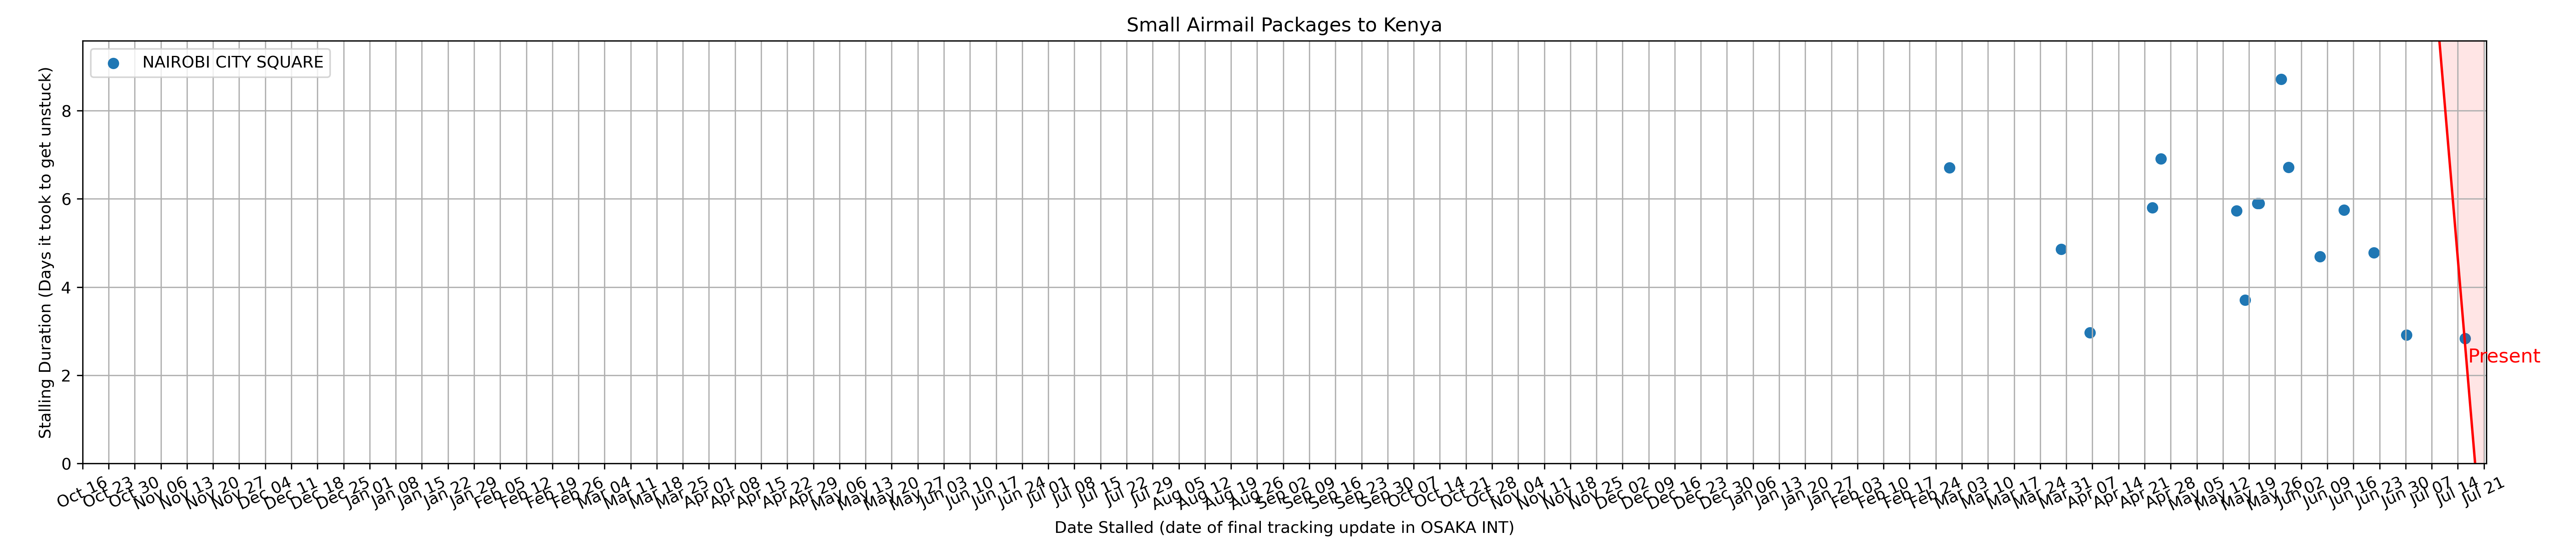 Small Airmail Packages to Kenya
NAIROBI CITY SQUARE
Stalling Duration (Days it took to get unstuck)
8
6
4
2
0
Present
Oct 16 Oct 23 Oct 30 Nov 06 Nov 13 Nov 20 Nov 27 Dec 04 Dec 11 Dec 18 Dec 25 Jan 01 Jan 08 Jan 15 Jan 22 Jan 29 Feb 05 Feb 12 Feb 19 Feb 26 Mar 04 Mar 11 Mar 18 Mar 25 Apr 01 Apr 08 Apr 15 Apr 22 Apr 29 May 06 May 13 May 20 May 27 Jun 03 Jun 10 Jun 17 Jun 24 Jul 01 Jul 08 Jul 15 Jul 22 Jul 29 Aug 05 Aug 12 Aug 19 Aug 26 Sep 02 Sep 09 Sep 16 Sep 23 Sep 30 Oct 07 Oct 14 Oct 21 Oct 28 Nov 04 Nov 11 Nov 18 Nov 25 Dec 02 Dec 09 Dec 16 Dec 23 Dec 30 Jan 06 Jan 13 Jan 20 Jan 27 Feb 03 Feb 10 Feb 17 Feb 24 Mar 03 Mar 10 Mar 17 Mar 24 Mar 31 Apr 07 Apr 14 Apr 21 Apr 28 May 05 May 12 May 19 May 26 Jun 02 Jun 09 Jun 16 Jun 23 Jun 30 Jul 07 Jul 14 Jul 21
Date Stalled (date of final tracking update in OSAKA INT)